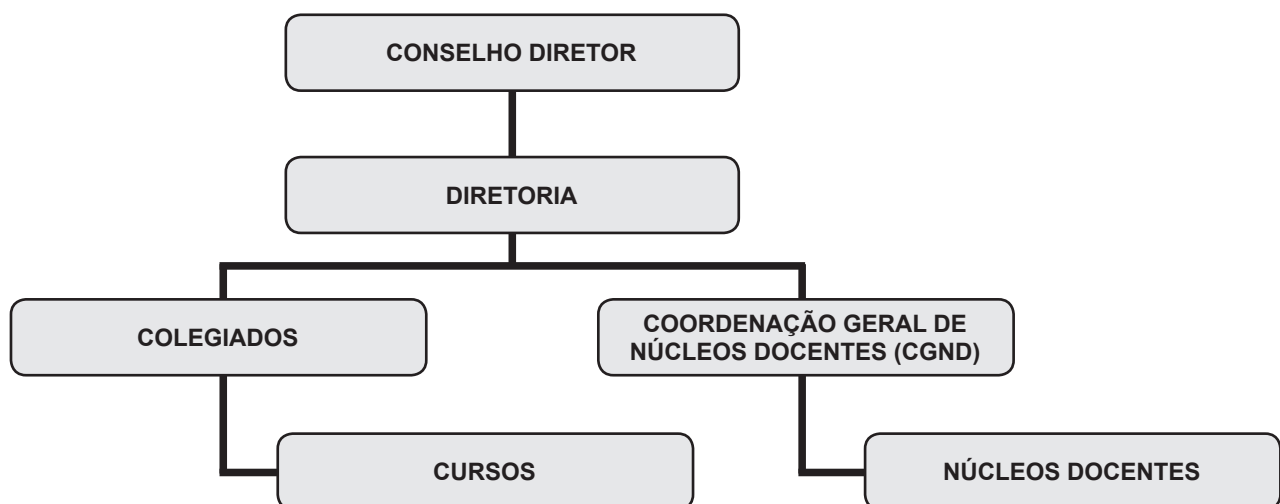 CONSELHO DIRETOR
DIRETORIA
COLEGIADOS
COORDENAÇÃO GERAL DE
NÚCLEOS DOCENTES (CGND)
CURSOS
NÚCLEOS DOCENTES